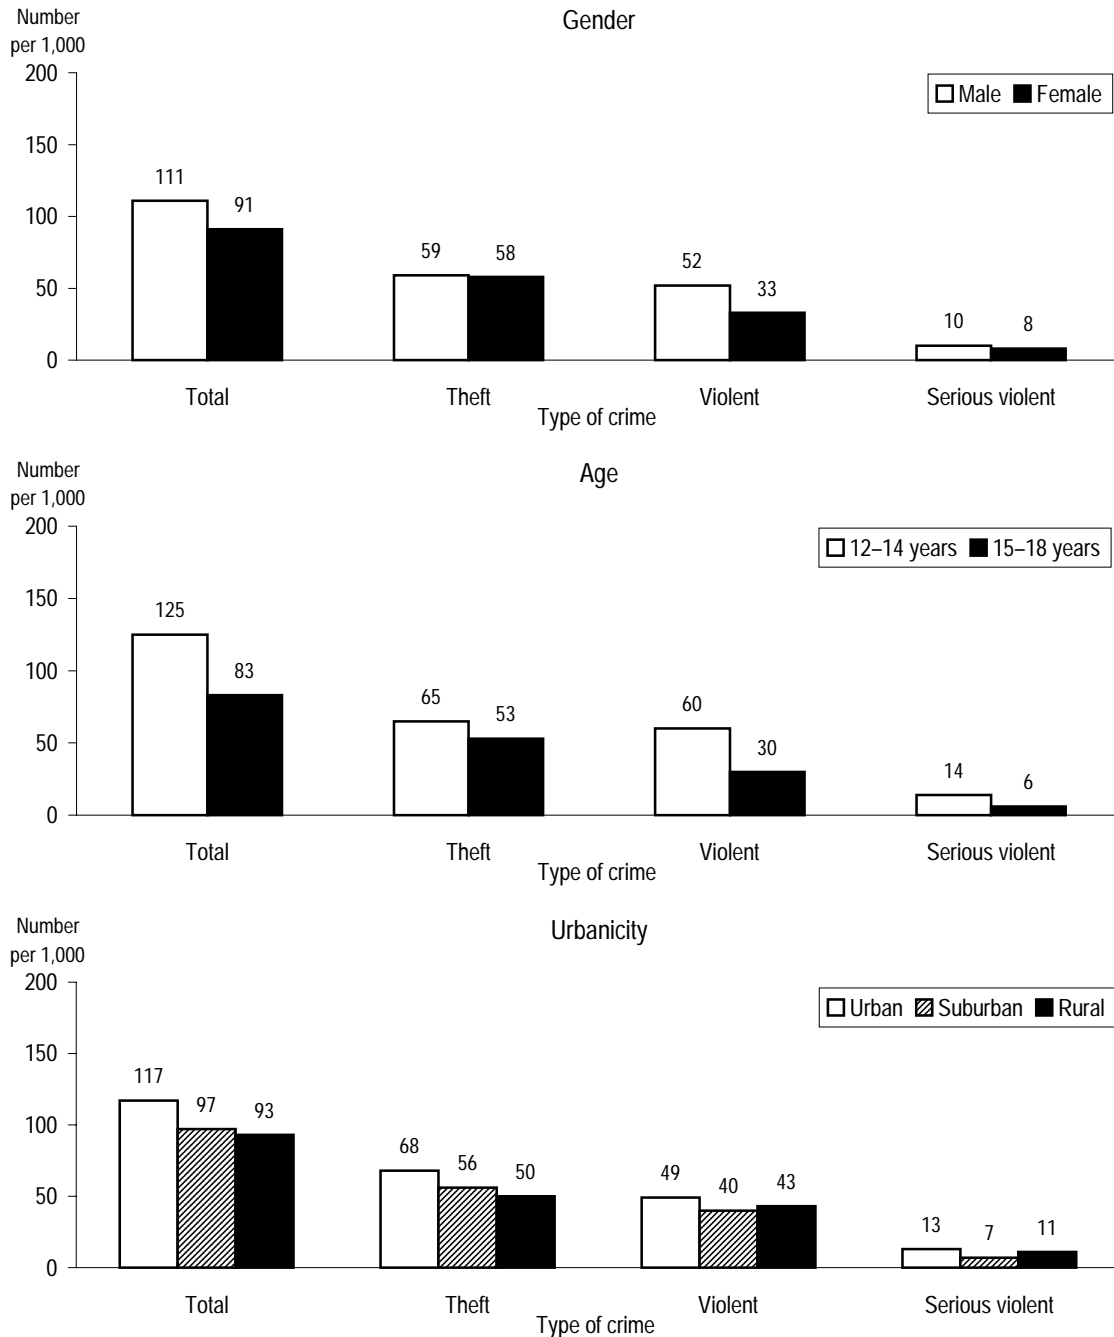 Number
per 1,000
Gender
200
Male Female
150
111
91
100
59 58 52
33
50
10 8
0
Total Theft Violent Serious violent
Type of crime
Number
per 1,000
Age
200
12–14 years 15–18 years
150
125
100
83
65
53
60
50
30
14
6
0
Total Theft Violent Serious violent
Type of crime
Number
per 1,000
Urbanicity
200
Urban Suburban Rural
150
117
97 93
100
68
56
50
49
40
43
50
13
7
11
0
Total Theft Violent Serious violent
Type of crime